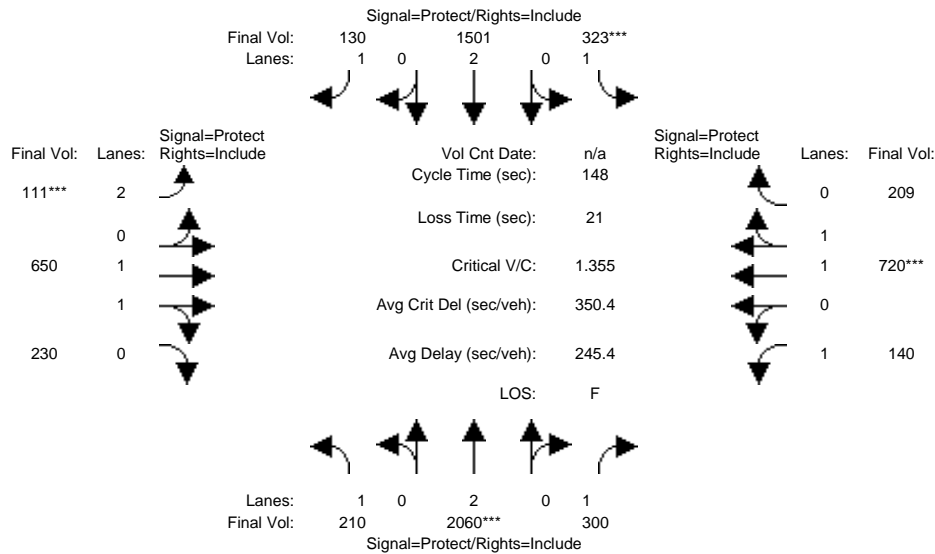 Signal=Protect/Rights=Include
Final Vol: 130 1501 323***
Lanes: 1 0 2 0 1
Signal=Protect Signal=Protect
Final Vol: Lanes: Rights=Include Vol Cnt Date: n/a Rights=Include Lanes: Final Vol:
Cycle Time (sec): 148
111*** 2 0 209
Loss Time (sec): 21
0 1
650 1 Critical V/C: 1.355 1 720***
1 Avg Crit Del (sec/veh): 350.4 0
230 0 Avg Delay (sec/veh): 245.4 1 140
LOS: F
Lanes: 1 0 2 0 1
Final Vol: 210 2060*** 300
Signal=Protect/Rights=Include